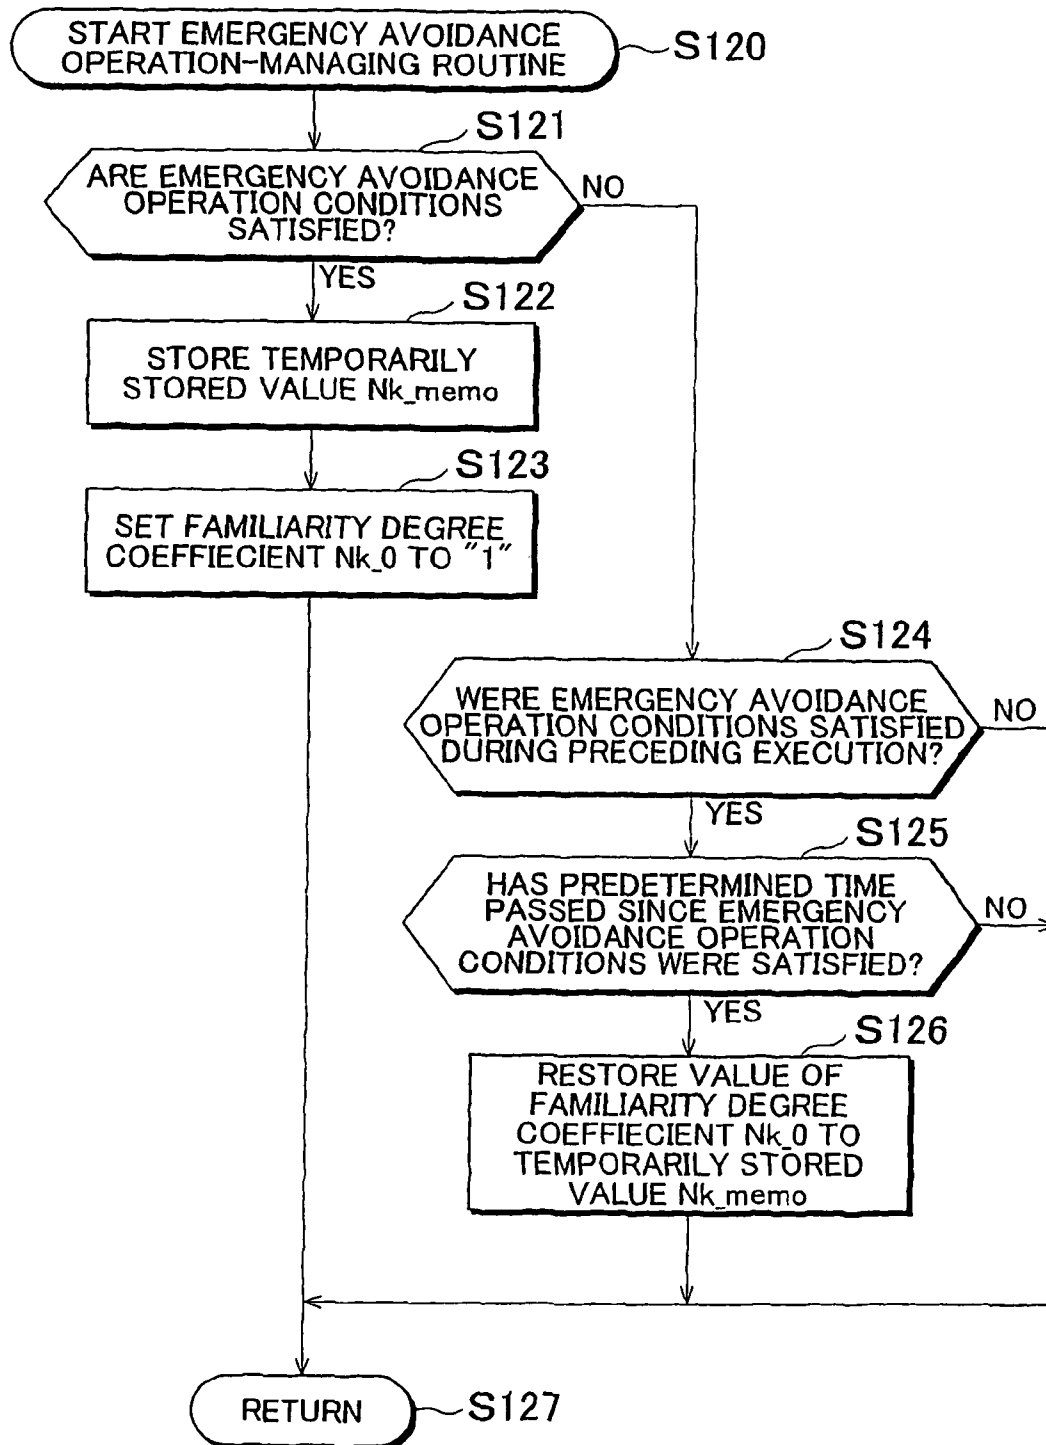 START EMERGENCY AVOIDANCE
OPERATION-MANAGING ROUTINE
S120
S121
ARE EMERGENCY AVOIDANCE
OPERATION CONDITIONS
SATISFIED?
NO
YES
S122
STORE TEMPORARILY
STORED VALUE Nk_memo
S123
SET FAMILIARITY DEGREE
COEFFIECIENT Nk_0 TO "1"
S124
WERE EMERGENCY AVOIDANCE
OPERATION CONDITIONS SATISFIED
DURING PRECEDING EXECUTION?
NO
YES
S125
HAS PREDETERMINED TIME
PASSED SINCE EMERGENCY
AVOIDANCE OPERATION
CONDITIONS WERE SATISFIED?
NO
YES
S126
RESTORE VALUE OF
FAMILIARITY DEGREE
COEFFIECIENT Nk_0 TO
TEMPORARILY STORED
VALUE Nk_memo
RETURN
S127